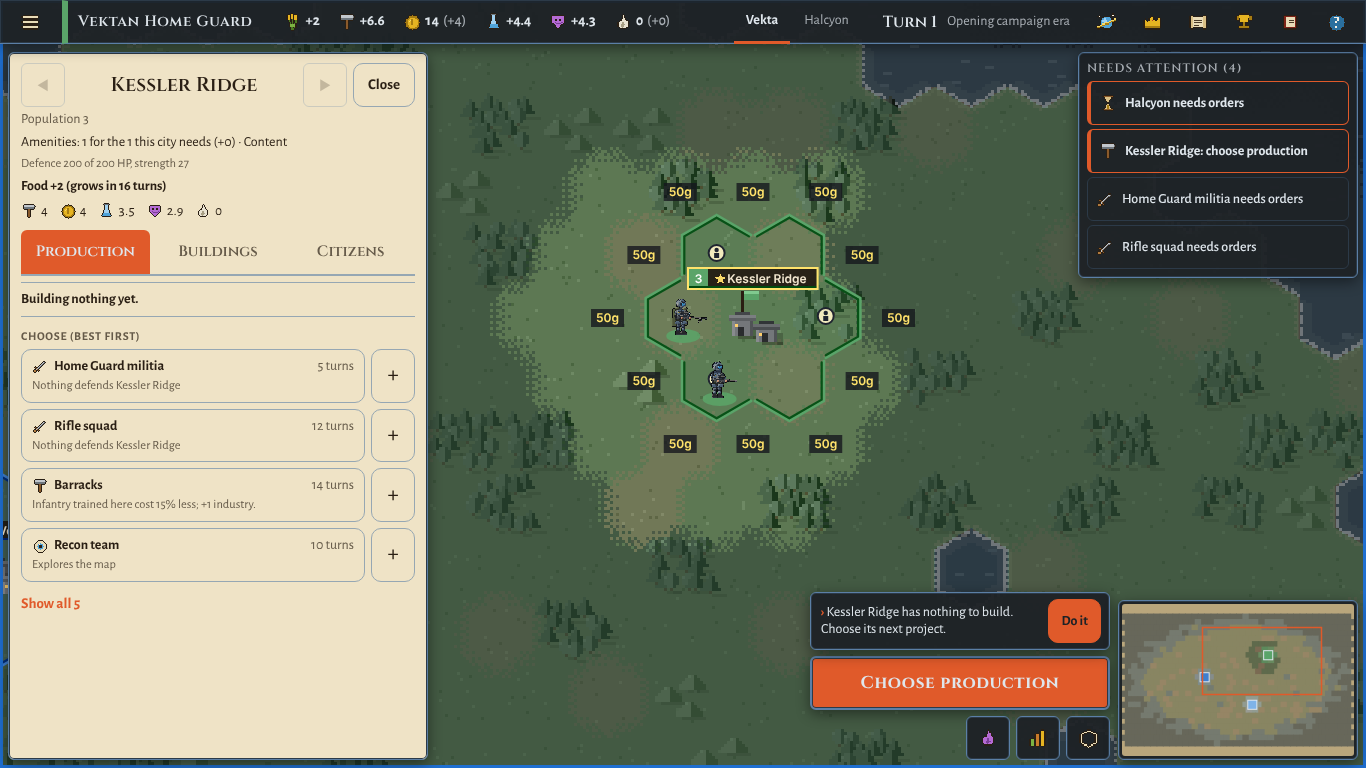 VEKTAN HOME GUARD
+2
+6.6
14 (+4)
+4.4
+4.3
0 (+0)
Vekta
Halcyon
TURN 1
Opening campaign era
KESSLER RIDGE
Close
Population 3
Amenities: 1 for the 1 this city needs (+0) · Content
Defence 200 of 200 HP, strength 27
Food +2 (grows in 16 turns)
4
4
3.5
2.9
0
PRODUCTION
BUILDINGS
CITIZENS
Building nothing yet.
CHOOSE (BEST FIRST)
Home Guard militia
5 turns
Nothing defends Kessler Ridge
+
Rifle squad
12 turns
Nothing defends Kessler Ridge
+
Barracks
14 turns
Infantry trained here cost 15% less; +1 industry.
+
Recon team
10 turns
Explores the map
+
Show all 5
50g
50g
50g
50g
50g
3
Kessler Ridge
50g
50g
50g
50g
50g
50g
50g
NEEDS ATTENTION (4)
Halcyon needs orders
Kessler Ridge: choose production
Home Guard militia needs orders
Rifle squad needs orders
› Kessler Ridge has nothing to build.
Choose its next project.
Do it
CHOOSE PRODUCTION